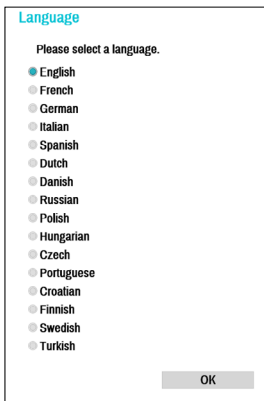 Language
Please select a language.
English
French
German
Italian
Spanish
Dutch
Danish
Russian
Polish
Hungarian
Czech
Portuguese
Croatian
Finnish
Swedish
Turkish
OK